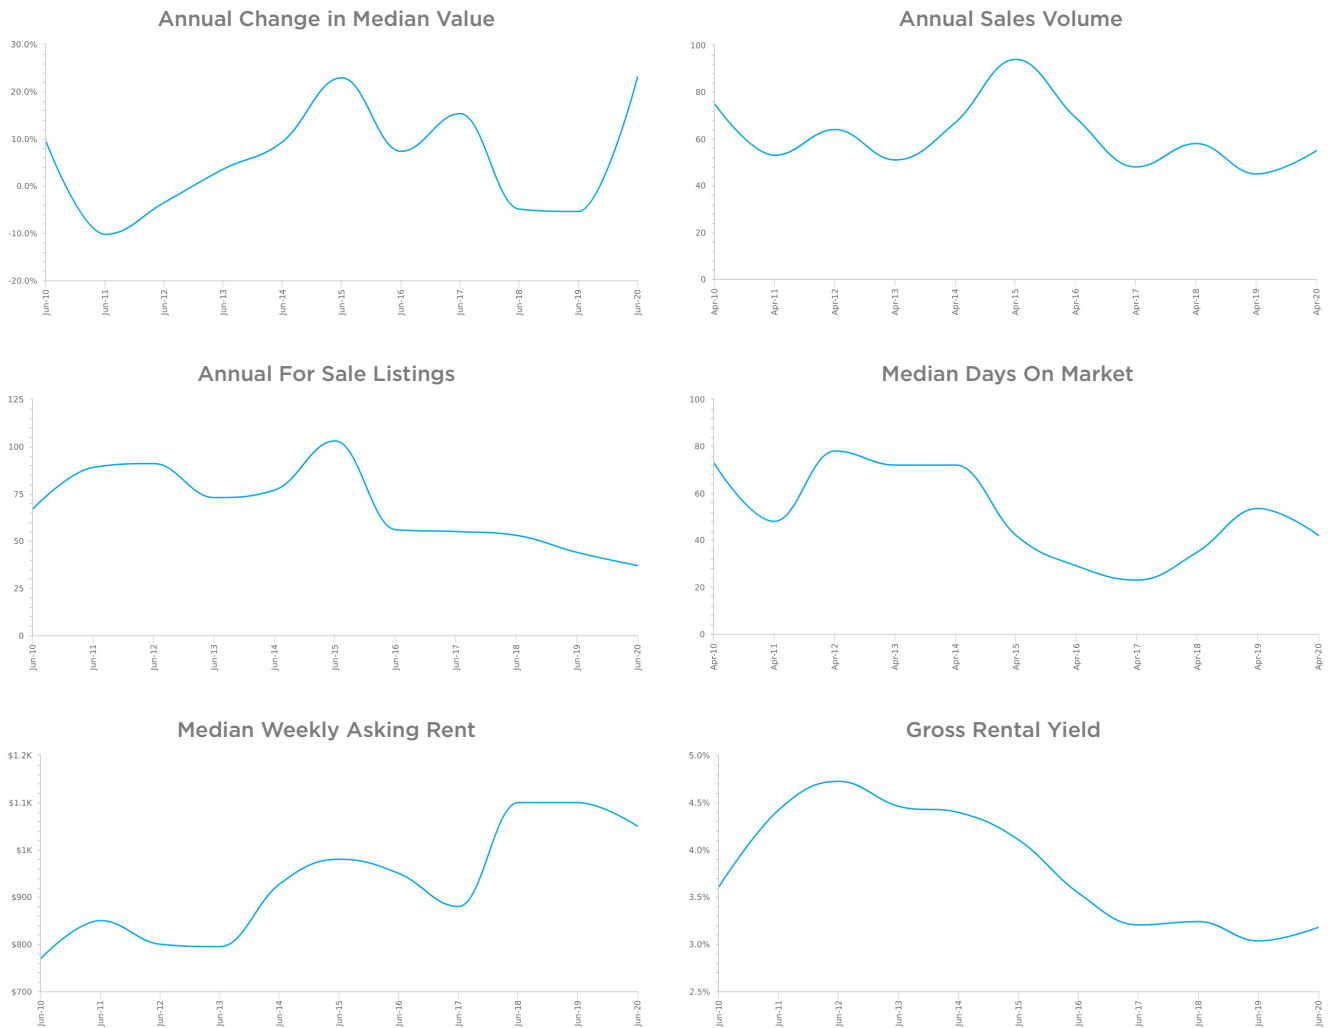 Annual Change in Median Value
30.0%
20.0%
10.0%
0.0%
-10.0%
-20.0%
Jun-10
Jun-11
Jun-12
Jun-13
Jun-14
Jun-15
Jun-16
Jun-17
Jun-18
Jun-19
Jun-20
Annual Sales Volume
100
80
60
40
20
0
Apr-10
Apr-11
Apr-12
Apr-13
Apr-14
Apr-15
Apr-16
Apr-17
Apr-18
Apr-19
Apr-20
Annual For Sale Listings
125
100
75
50
25
0
Jun-10
Jun-11
Jun-12
Jun-13
Jun-14
Jun-15
Jun-16
Jun-17
Jun-18
Jun-19
Jun-20
Median Days On Market
100
80
60
40
20
0
Apr-10
Apr-11
Apr-12
Apr-13
Apr-14
Apr-15
Apr-16
Apr-17
Apr-18
Apr-19
Apr-20
Median Weekly Asking Rent
$1.2K
$1.1K
$1K
$900
$800
$700
Jun-10
Jun-11
Jun-12
Jun-13
Jun-14
Jun-15
Jun-16
Jun-17
Jun-18
Jun-19
Jun-20
Gross Rental Yield
5.0%
4.5%
4.0%
3.5%
3.0%
2.5%
Jun-10
Jun-11
Jun-12
Jun-13
Jun-14
Jun-15
Jun-16
Jun-17
Jun-18
Jun-19
Jun-20